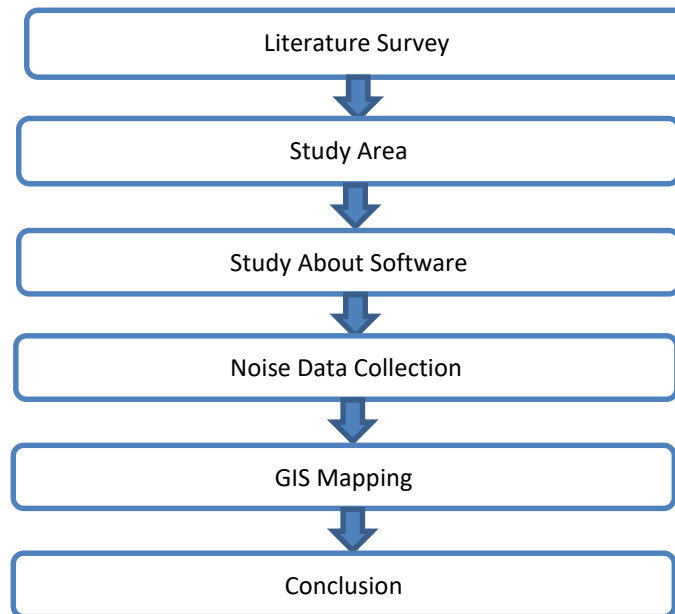 Literature Survey
Study Area
Study About Software
Noise Data Collection
GIS Mapping
Conclusion